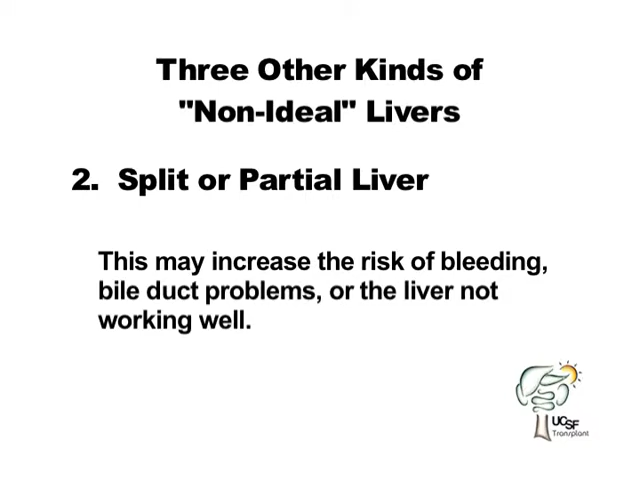 Three Other Kinds of
"Non-Ideal" Livers
2. Split or Partial Liver
This may increase the risk of bleeding,
bile duct problems, or the liver not
working well.
UCSF
Transplant